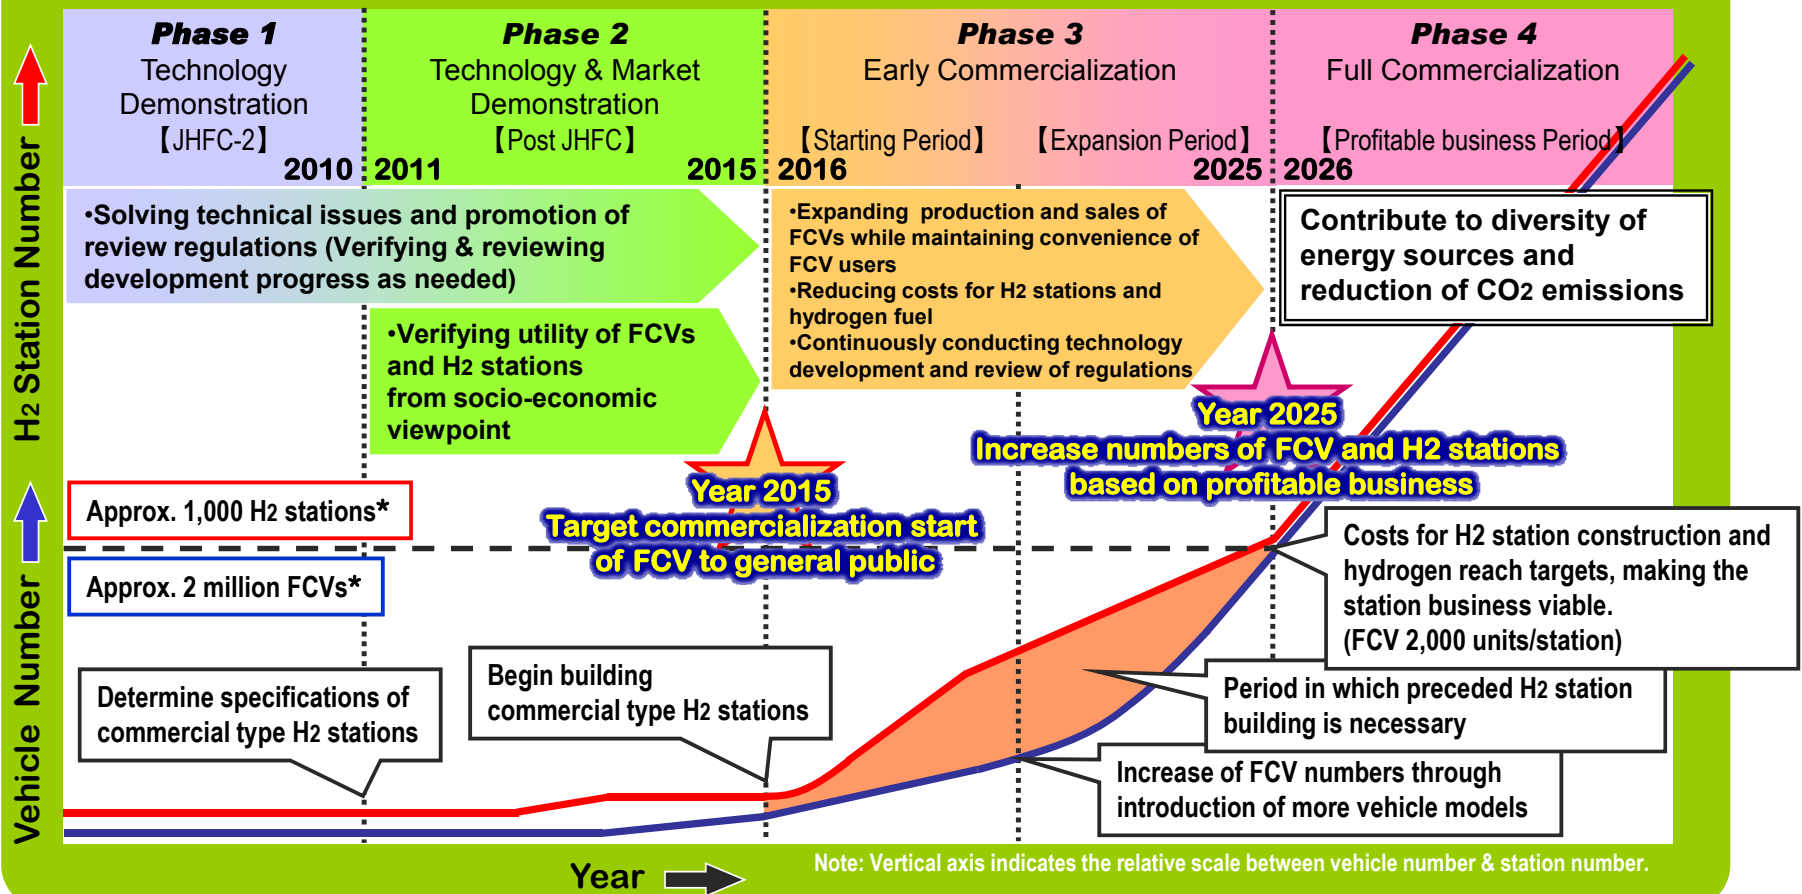 Phase 1
Technology
Demonstration
【JHFC-2】
2010
Phase 2
Technology & Market
Demonstration
【Post JHFC】
2011
2015
Phase 3
Early Commercialization
【Starting Period】
【Expansion Period】
2016
2025
Phase 4
Full Commercialization
【Profitable business Period】
2026
H2 Station Number
Vehicle Number
•Solving technical issues and promotion of
review regulations (Verifying & reviewing
development progress as needed)
•Verifying utility of FCVs
and H2 stations
from socio-economic
viewpoint
•Expanding production and sales of
FCVs while maintaining convenience of
FCV users
•Reducing costs for H2 stations and
hydrogen fuel
•Continuously conducting technology
development and review of regulations
Contribute to diversity of
energy sources and
reduction of CO2 emissions
Year 2025
Increase numbers of FCV and H2 stations
based on profitable business
Year 2015
Target commercialization start
of FCV to general public
Approx. 1,000 H2 stations*
Approx. 2 million FCVs*
Costs for H2 station construction and
hydrogen reach targets, making the
station business viable.
(FCV 2,000 units/station)
Determine specifications of
commercial type H2 stations
Begin building
commercial type H2 stations
Period in which preceded H2 station
building is necessary
Increase of FCV numbers through
introduction of more vehicle models
Year
Note: Vertical axis indicates the relative scale between vehicle number & station number.